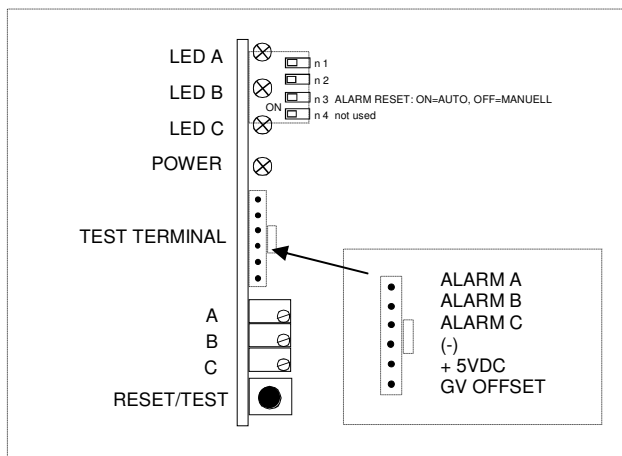 LED A
n 1
n 2
LED B
n 3 ALARM RESET: ON=AUTO, OFF=MANUELL
ON
n 4 not used
LED C
POWER
TEST TERMINAL
ALARM A
ALARM B
ALARM C
(-)
+ 5VDC
GV OFFSET
A
B
C
RESET/TEST